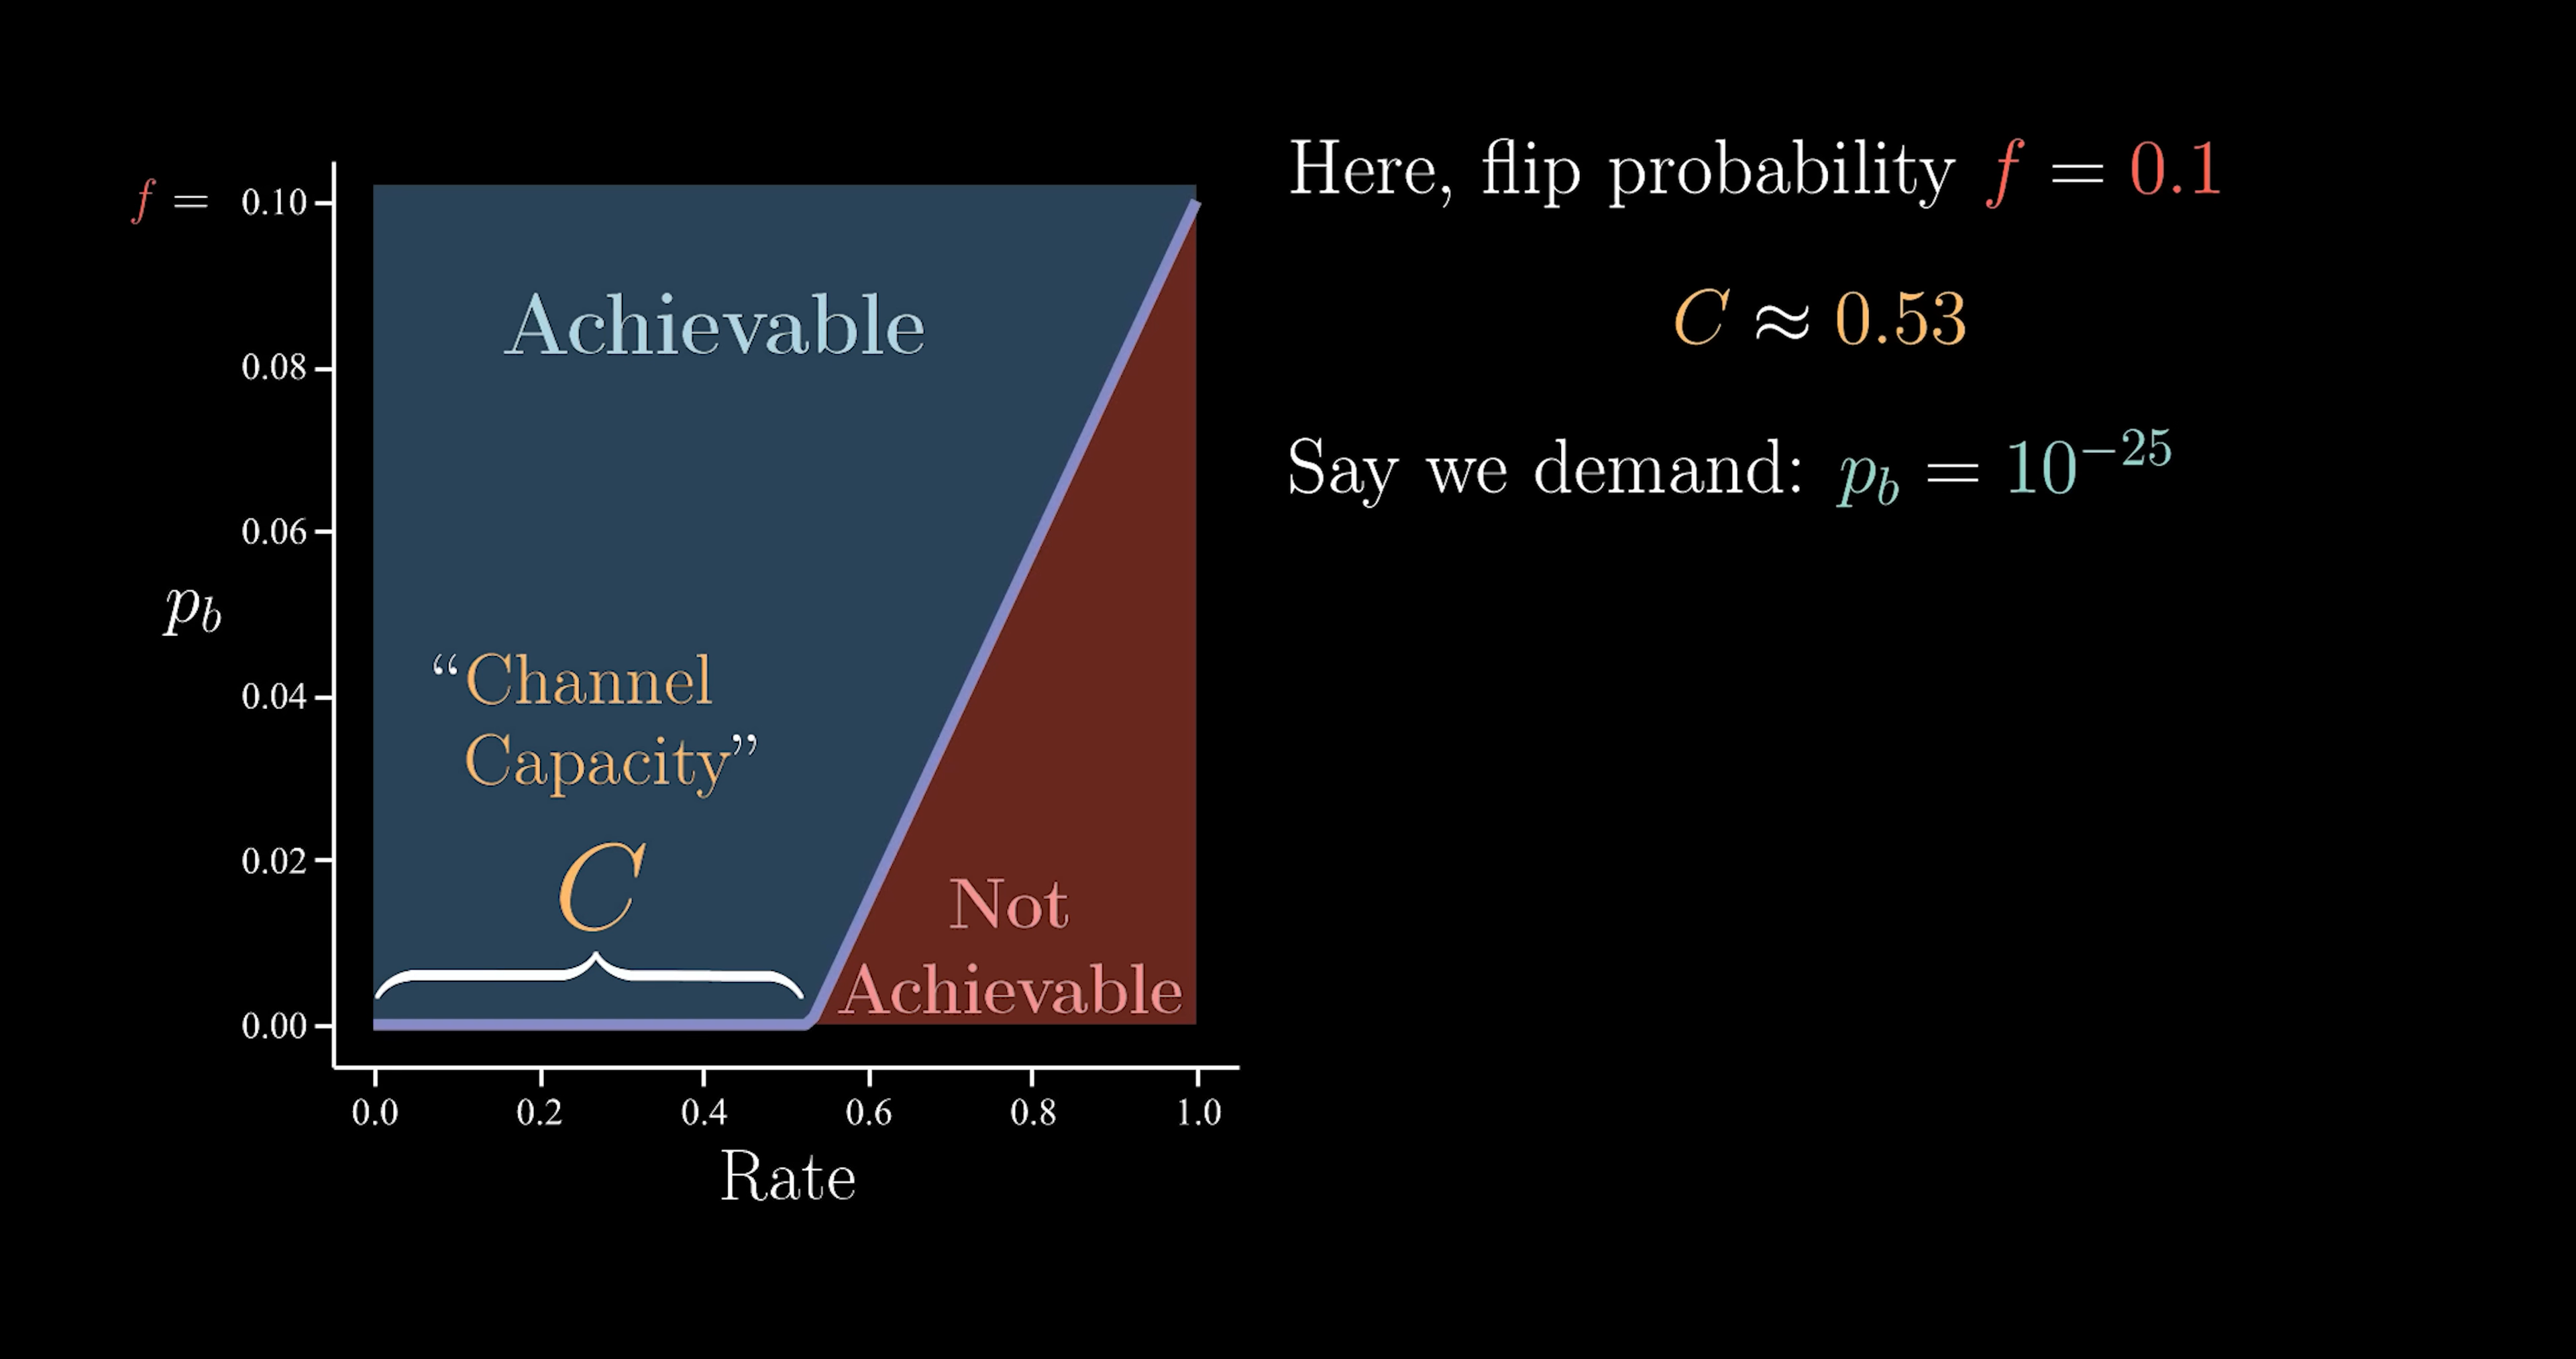 f = 0.10
0.08
0.06
p_b
0.04
0.02
0.00
Achievable
“Channel
Capacity”
C
Not
Achievable
0.0 0.2 0.4 0.6 0.8 1.0
Rate
Here, flip probability f = 0.1
C ≈ 0.53
Say we demand: p_b = 10^{-25}